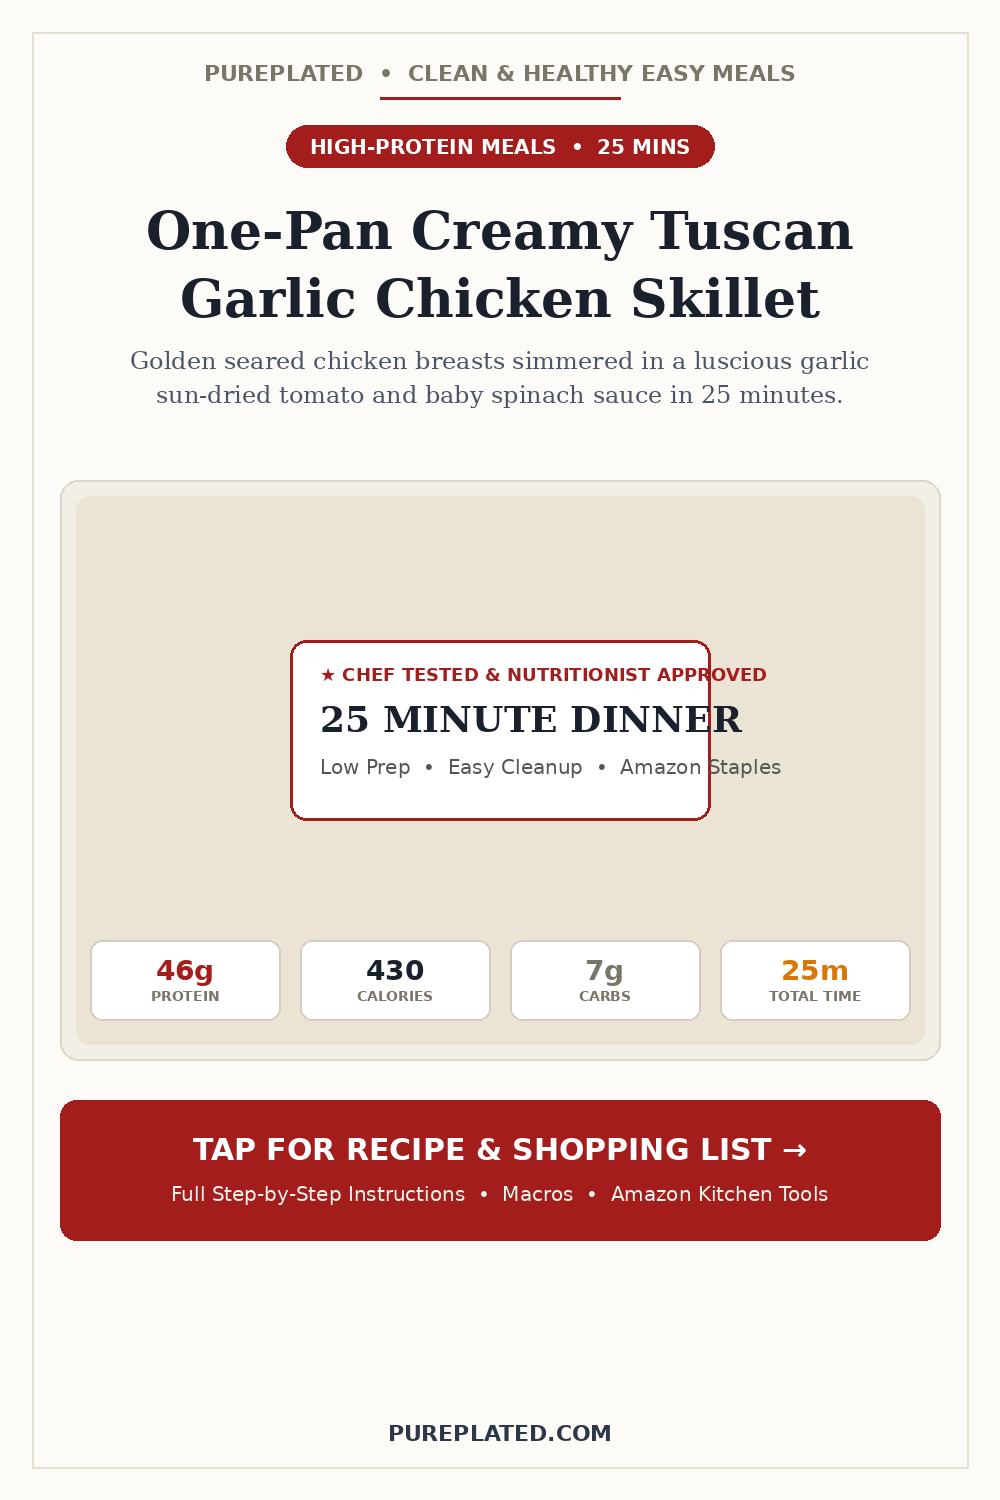 PUREPLATED • CLEAN & HEALTHY EASY MEALS
HIGH-PROTEIN MEALS • 25 MINS
One-Pan Creamy Tuscan
Garlic Chicken Skillet
Golden seared chicken breasts simmered in a luscious garlic
sun-dried tomato and baby spinach sauce in 25 minutes.
★ CHEF TESTED & NUTRITIONIST APPROVED
25 MINUTE DINNER
Low Prep • Easy Cleanup • Amazon Staples
46g
PROTEIN
430
CALORIES
7g
CARBS
25m
TOTAL TIME
TAP FOR RECIPE & SHOPPING LIST →
Full Step-by-Step Instructions • Macros • Amazon Kitchen Tools
PUREPLATED.COM